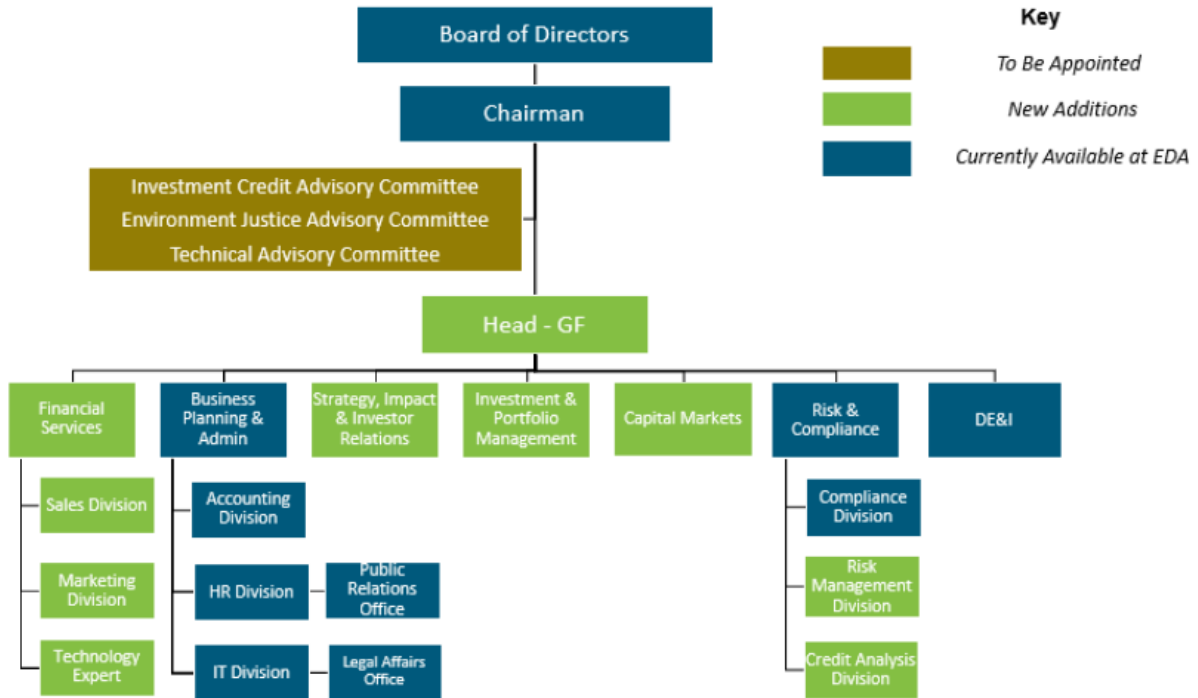 Board of Directors
Key
To Be Appointed
Chairman
New Additions
Currently Available at EDA
Investment Credit Advisory Committee
Environment Justice Advisory Committee
Technical Advisory Committee
Head - GF
Financial
Services
Business
Planning &
Admin
Strategy, Impact
& Investor
Relations
Investment &
Portfolio
Management
Capital Markets
Risk &
Compliance
DE&I
Sales Division
Marketing
Division
Technology
Expert
Accounting
Division
HR Division
Public
Relations
Office
IT Division
Legal Affairs
Office
Compliance
Division
Risk
Management
Division
Credit Analysis
Division